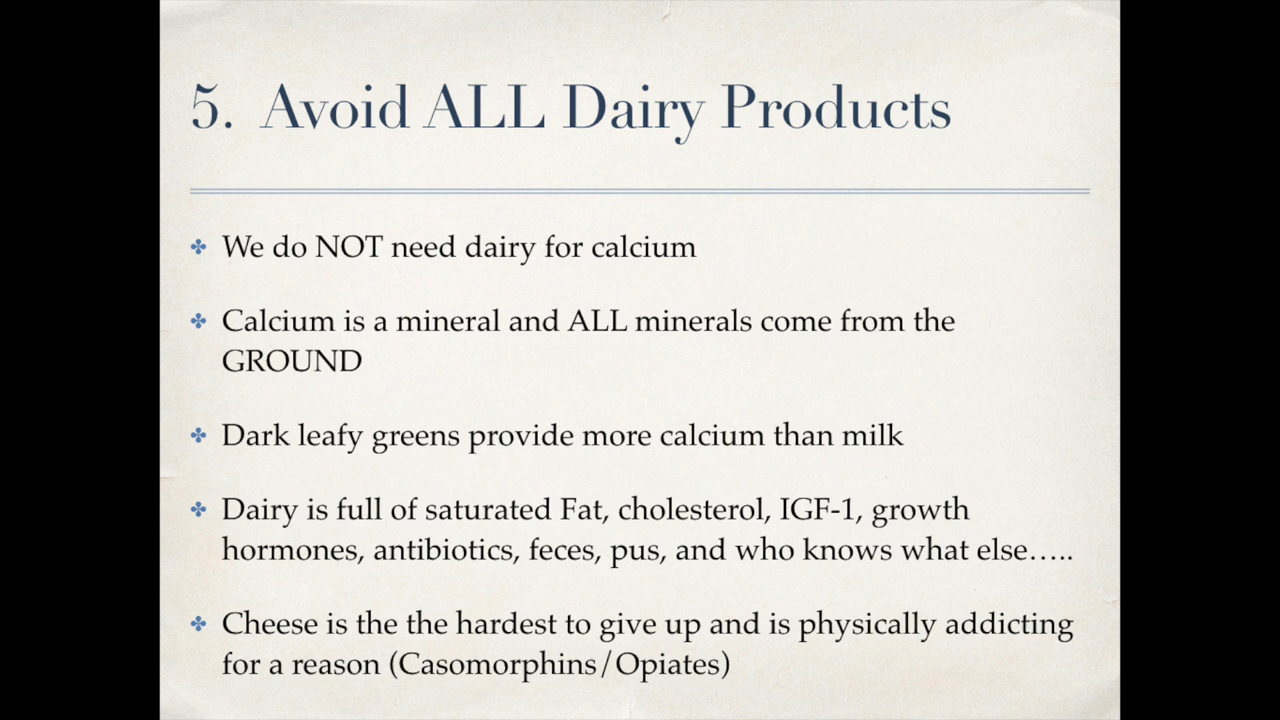 5. Avoid ALL Dairy Products
We do NOT need dairy for calcium
Calcium is a mineral and ALL minerals come from the
GROUND
Dark leafy greens provide more calcium than milk
Dairy is full of saturated Fat, cholesterol, IGF-1, growth
hormones, antibiotics, feces, pus, and who knows what else…..
Cheese is the the hardest to give up and is physically addicting
for a reason (Casomorphins/Opiates)